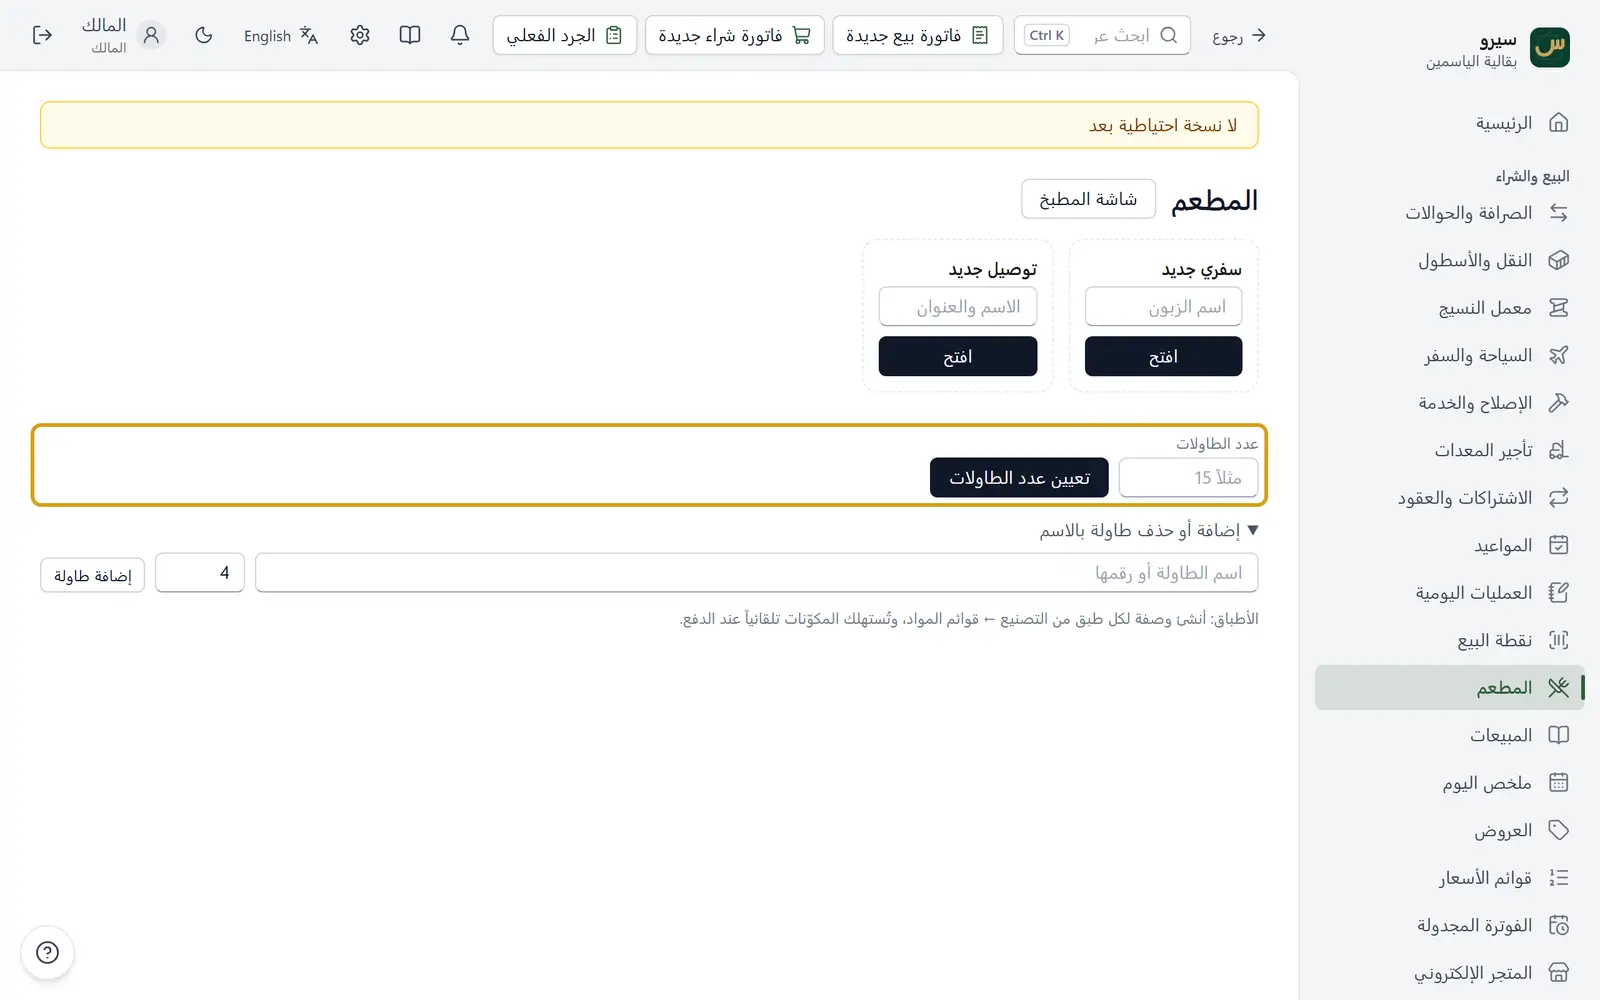 سيرو
بقالية الياسمين
رجوع
ابحث عن
Ctrl K
فاتورة بيع جديدة
فاتورة شراء جديدة
الجرد الفعلي
English
المالك
المالك
الرئيسية
البيع والشراء
الصرافة والحوالات
النقل والأسطول
معمل النسيج
السياحة والسفر
الإصلاح والخدمة
تأجير المعدات
الاشتراكات والعقود
المواعيد
العمليات اليومية
نقطة البيع
المطعم
المبيعات
ملخص اليوم
العروض
قوائم الأسعار
الفوترة المجدولة
المتجر الإلكتروني
لا نسخة احتياطية بعد
المطعم
شاشة المطبخ
سفري جديد
اسم الزبون
افتح
توصيل جديد
الاسم والعنوان
افتح
عدد الطاولات
مثلاً 15
تعيين عدد الطاولات
إضافة أو حذف طاولة بالاسم
اسم الطاولة أو رقمها
4
إضافة طاولة
الأطباق: أنشئ وصفة لكل طبق من التصنيع ← قوائم المواد، وتُستهلك المكوّنات تلقائياً عند الدفع.